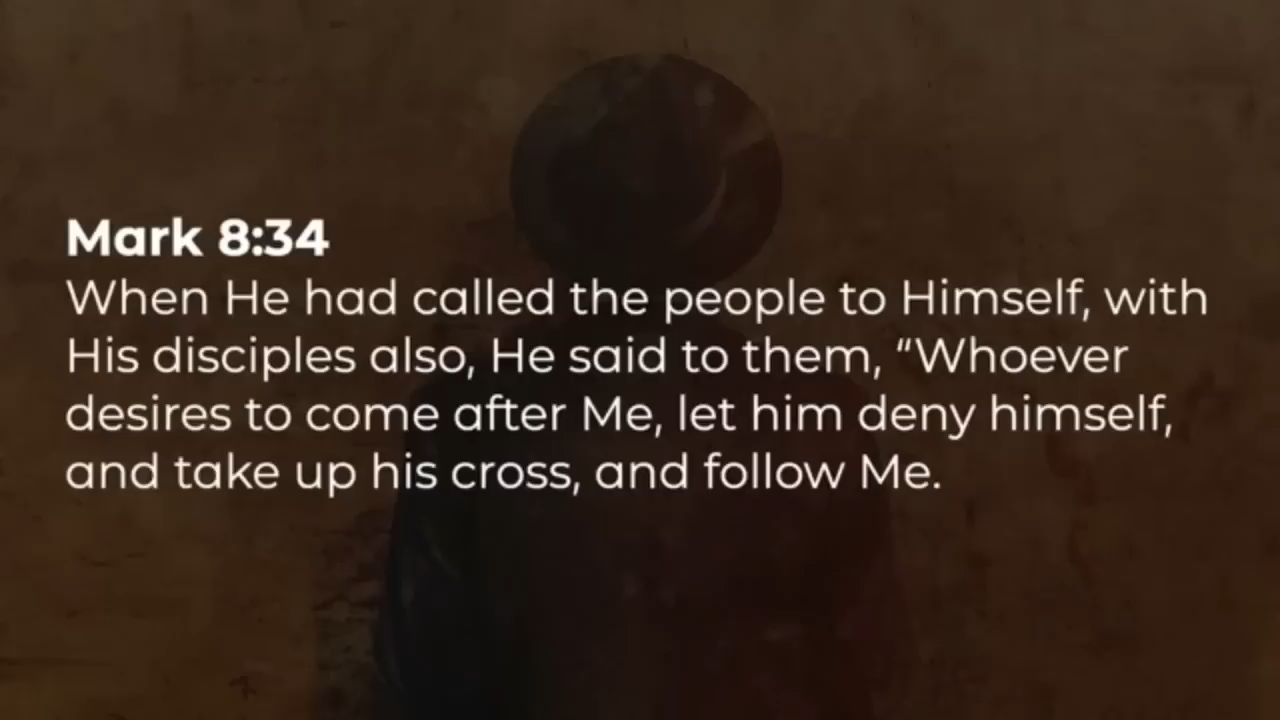 Mark 8:34
When He had called the people to Himself, with
His disciples also, He said to them, “Whoever
desires to come after Me, let him deny himself,
and take up his cross, and follow Me.